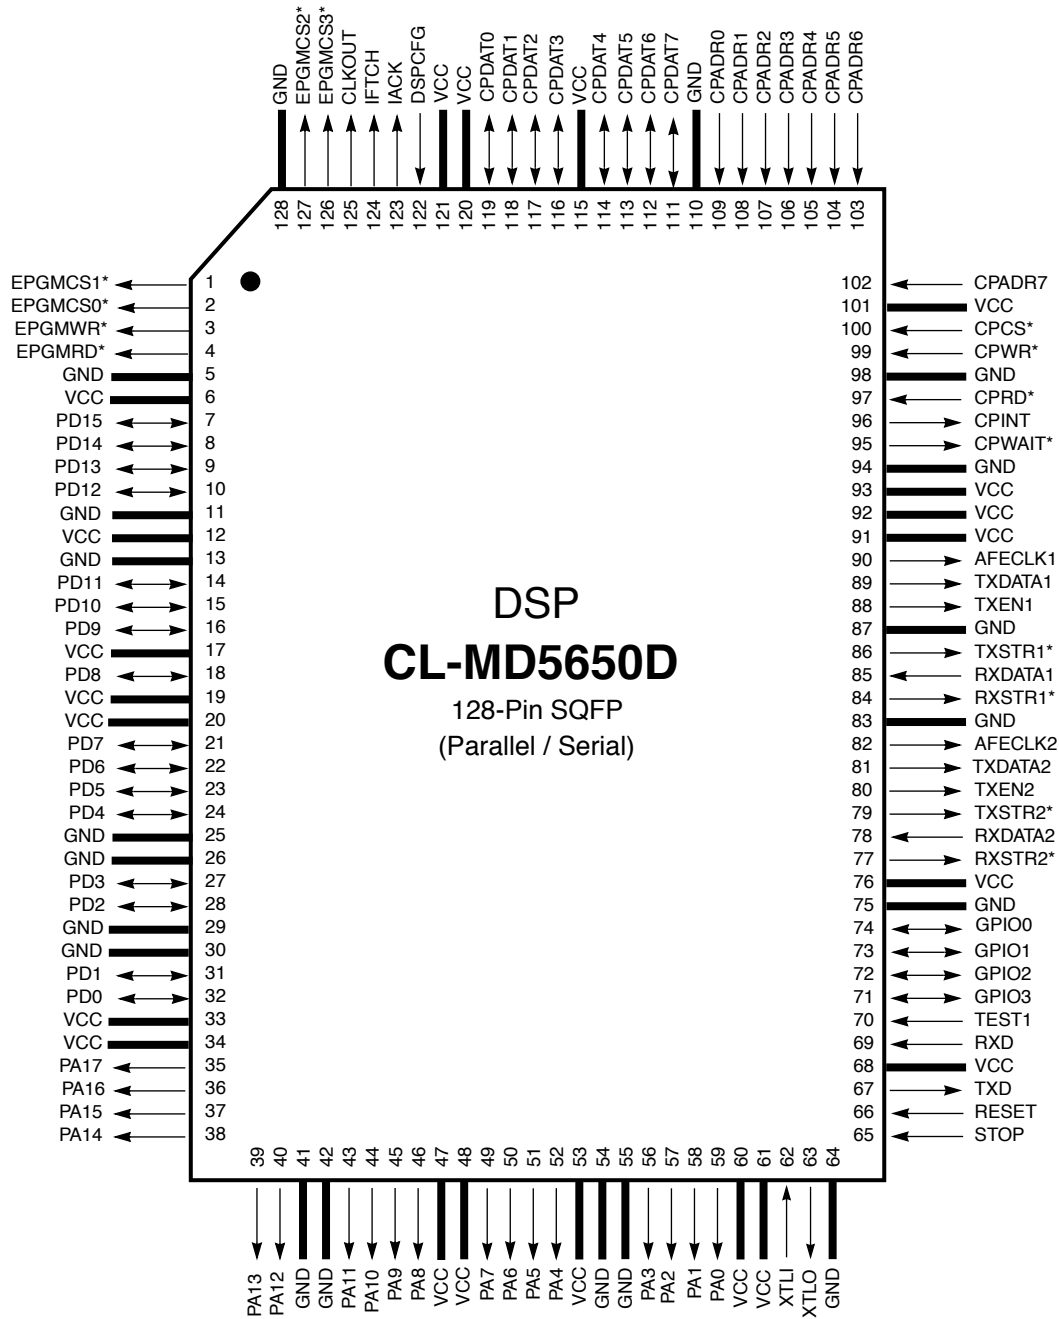 GND
EPGMCS2*
EPGMCS3*
CLKOUT
IFTCH
IACK
DSPCFG
VCC
VCC
CPDAT0
CPDAT1
CPDAT2
CPDAT3
VCC
CPDAT4
CPDAT5
CPDAT6
CPDAT7
GND
CPADR0
CPADR1
CPADR2
CPADR3
CPADR4
CPADR5
CPADR6
128
127
126
125
124
123
122
121
120
119
118
117
116
115
114
113
112
111
110
109
108
107
106
105
104
103
EPGMCS1* 1
EPGMCS0* 2
EPGMWR* 3
EPGMRD* 4
GND 5
VCC 6
PD15 7
PD14 8
PD13 9
PD12 10
GND 11
VCC 12
GND 13
PD11 14
PD10 15
PD9 16
VCC 17
PD8 18
VCC 19
VCC 20
PD7 21
PD6 22
PD5 23
PD4 24
GND 25
GND 26
PD3 27
PD2 28
GND 29
GND 30
PD1 31
PD0 32
VCC 33
VCC 34
PA17 35
PA16 36
PA15 37
PA14 38
DSP
CL-MD5650D
128-Pin SQFP
(Parallel / Serial)
102 CPADR7
101 VCC
100 CPCS*
99 CPWR*
98 GND
97 CPRD*
96 CPINT
95 CPWAIT*
94 GND
93 VCC
92 VCC
91 VCC
90 AFECLK1
89 TXDATA1
88 TXEN1
87 GND
86 TXSTR1*
85 RXDATA1
84 RXSTR1*
83 GND
82 AFECLK2
81 TXDATA2
80 TXEN2
79 TXSTR2*
78 RXDATA2
77 RXSTR2*
76 VCC
75 GND
74 GPIO0
73 GPIO1
72 GPIO2
71 GPIO3
70 TEST1
69 RXD
68 VCC
67 TXD
66 RESET
65 STOP
39
40
41
42
43
44
45
46
47
48
49
50
51
52
53
54
55
56
57
58
59
60
61
62
63
64
PA13
PA12
GND
GND
PA11
PA10
PA9
PA8
VCC
VCC
PA7
PA6
PA5
PA4
VCC
GND
GND
PA3
PA2
PA1
PA0
VCC
VCC
XTLI
XTLO
GND